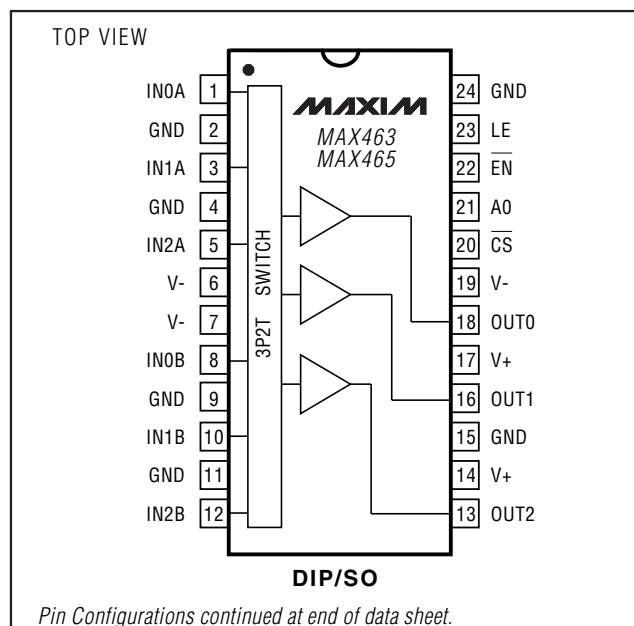 TOP VIEW
IN0A 1
GND 2
IN1A 3
GND 4
IN2A 5
V- 6
V- 7
IN0B 8
GND 9
IN1B 10
GND 11
IN2B 12
3P2T SWITCH
MAXIM
MAX463
MAX465
24 GND
23 LE
22 E̅N̅
21 A0
20 C̅S̅
19 V-
18 OUT0
17 V+
16 OUT1
15 GND
14 V+
13 OUT2
DIP/SO
Pin Configurations continued at end of data sheet.